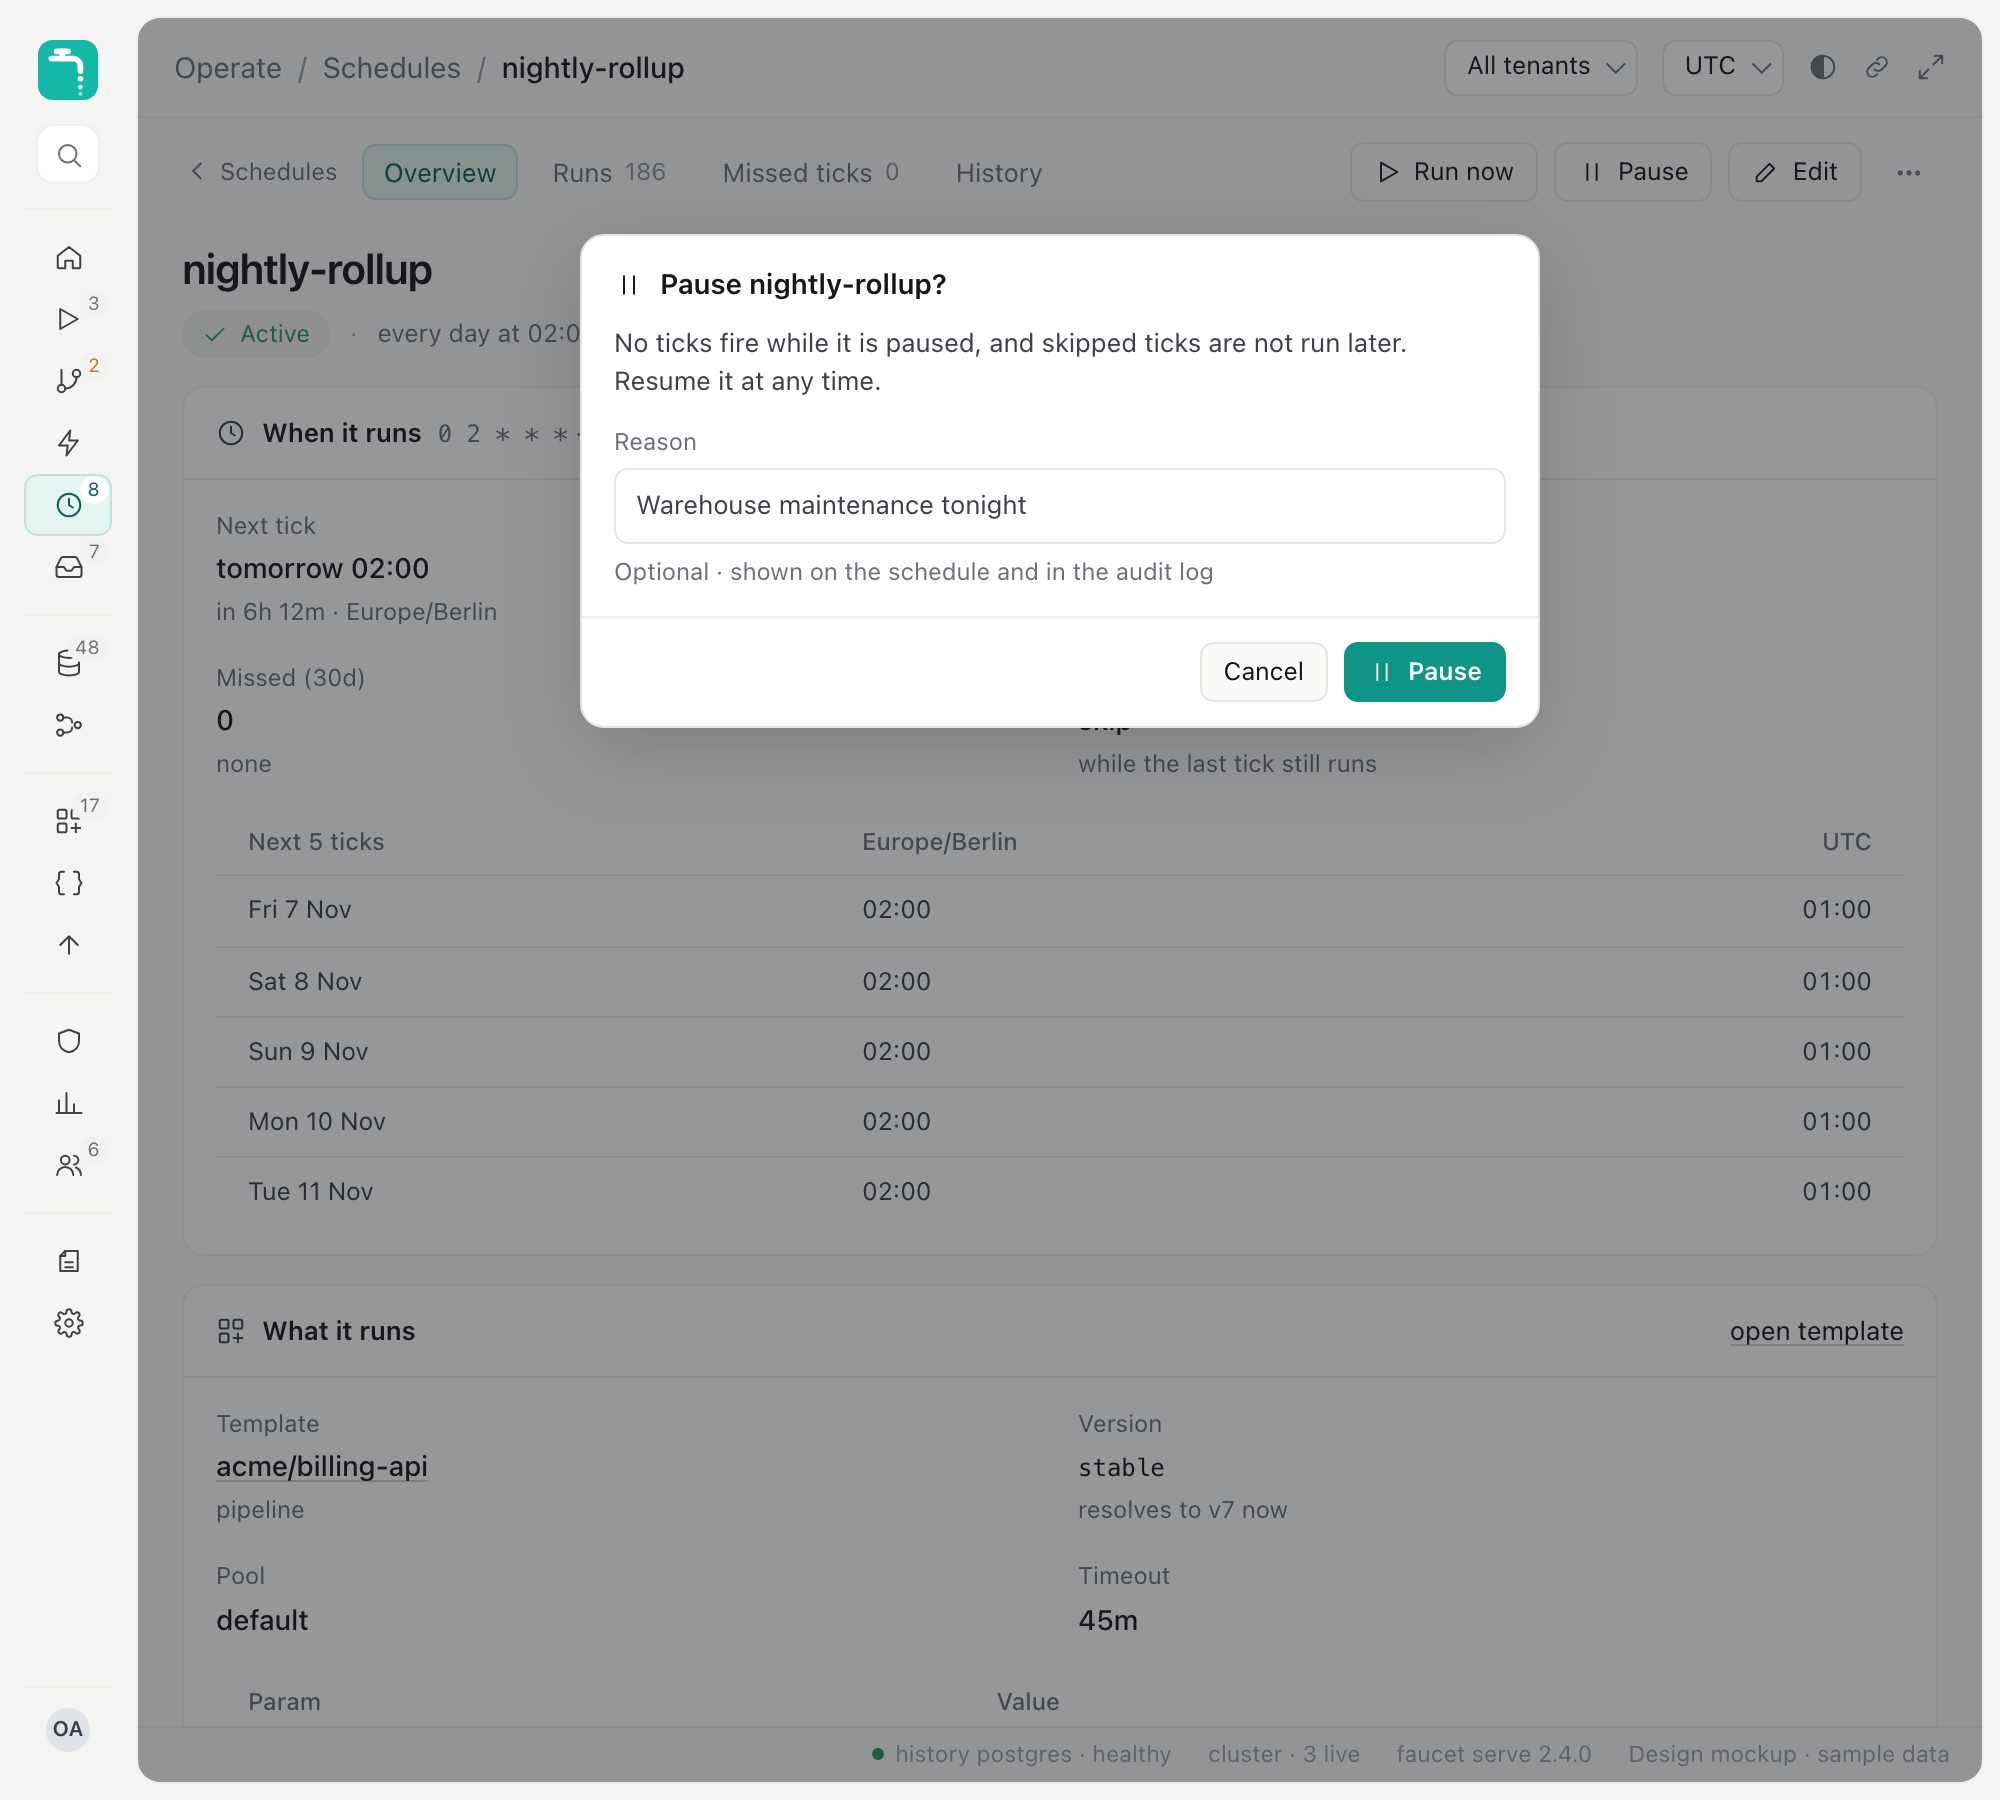 Operate / Schedules / nightly-rollup
All tenants
UTC
Schedules
Overview
Runs 186
Missed ticks 0
History
Run now
Pause
Edit
3
2
8
7
48
17
6
OA
nightly-rollup
Active · every day at 02:0
When it runs 0 2 * * *
Next tick
tomorrow 02:00
in 6h 12m · Europe/Berlin
Missed (30d)
0
none
while the last tick still runs
Pause nightly-rollup?
No ticks fire while it is paused, and skipped ticks are not run later.
Resume it at any time.
Reason
Warehouse maintenance tonight
Optional · shown on the schedule and in the audit log
Cancel
Pause
Next 5 ticks Europe/Berlin UTC
Fri 7 Nov 02:00 01:00
Sat 8 Nov 02:00 01:00
Sun 9 Nov 02:00 01:00
Mon 10 Nov 02:00 01:00
Tue 11 Nov 02:00 01:00
What it runs
open template
Template
acme/billing-api
pipeline
Version
stable
resolves to v7 now
Pool
default
Timeout
45m
Param Value
history postgres · healthy
cluster · 3 live
faucet serve 2.4.0
Design mockup · sample data